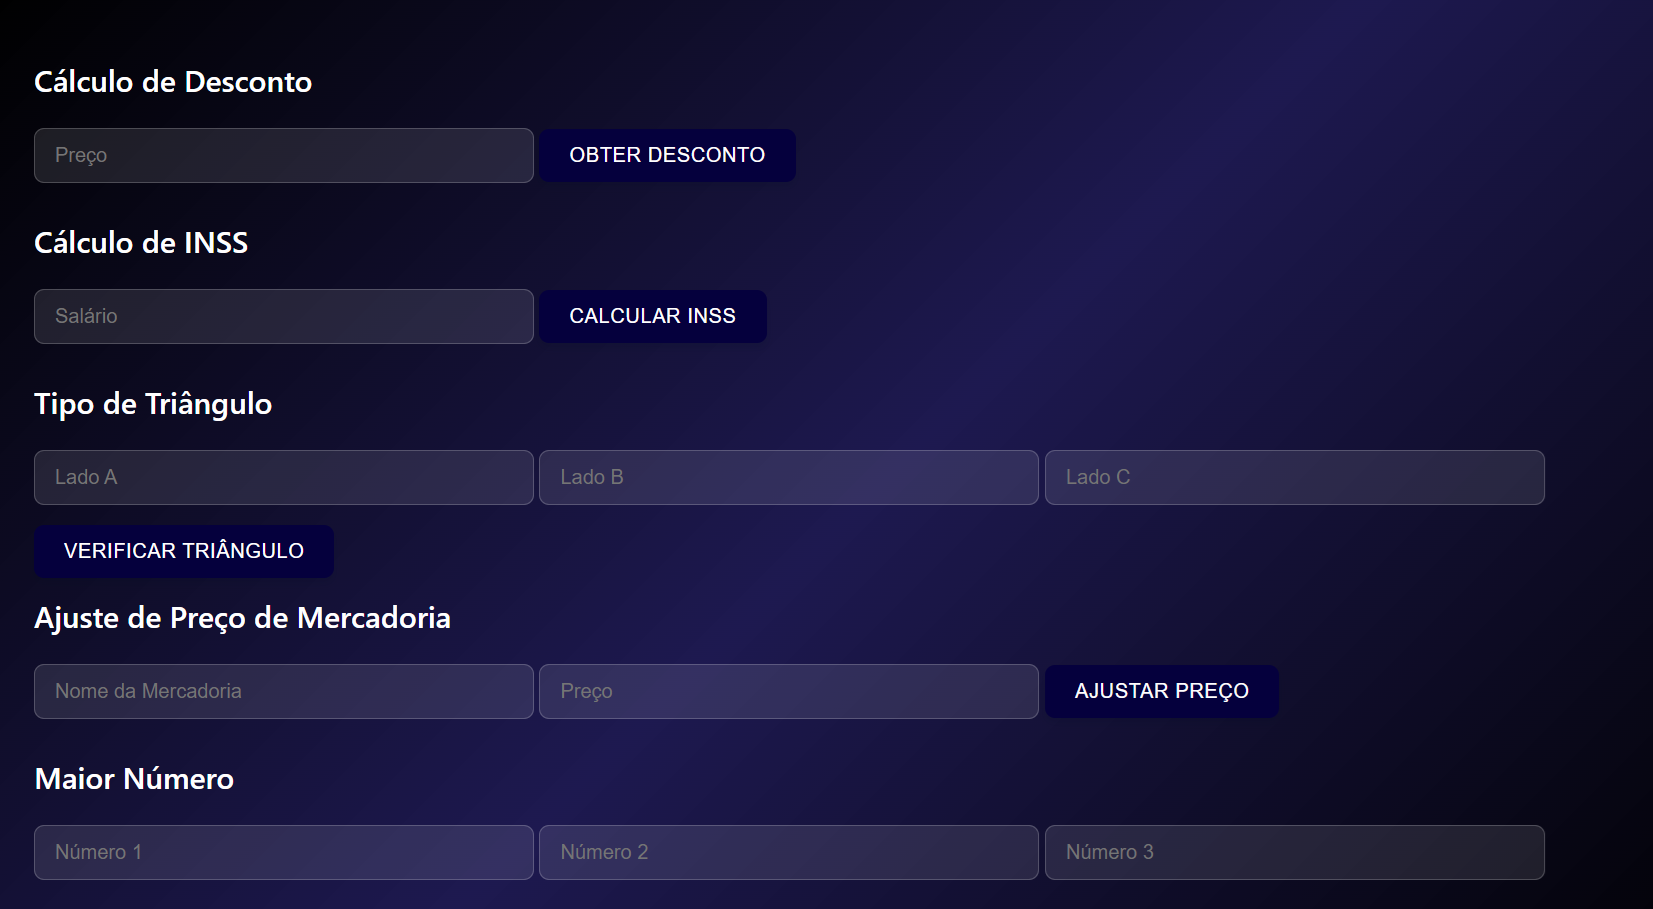 Cálculo de Desconto
Preço OBTER DESCONTO
Cálculo de INSS
Salário CALCULAR INSS
Tipo de Triângulo
Lado A Lado B Lado C
VERIFICAR TRIÂNGULO
Ajuste de Preço de Mercadoria
Nome da Mercadoria Preço AJUSTAR PREÇO
Maior Número
Número 1 Número 2 Número 3